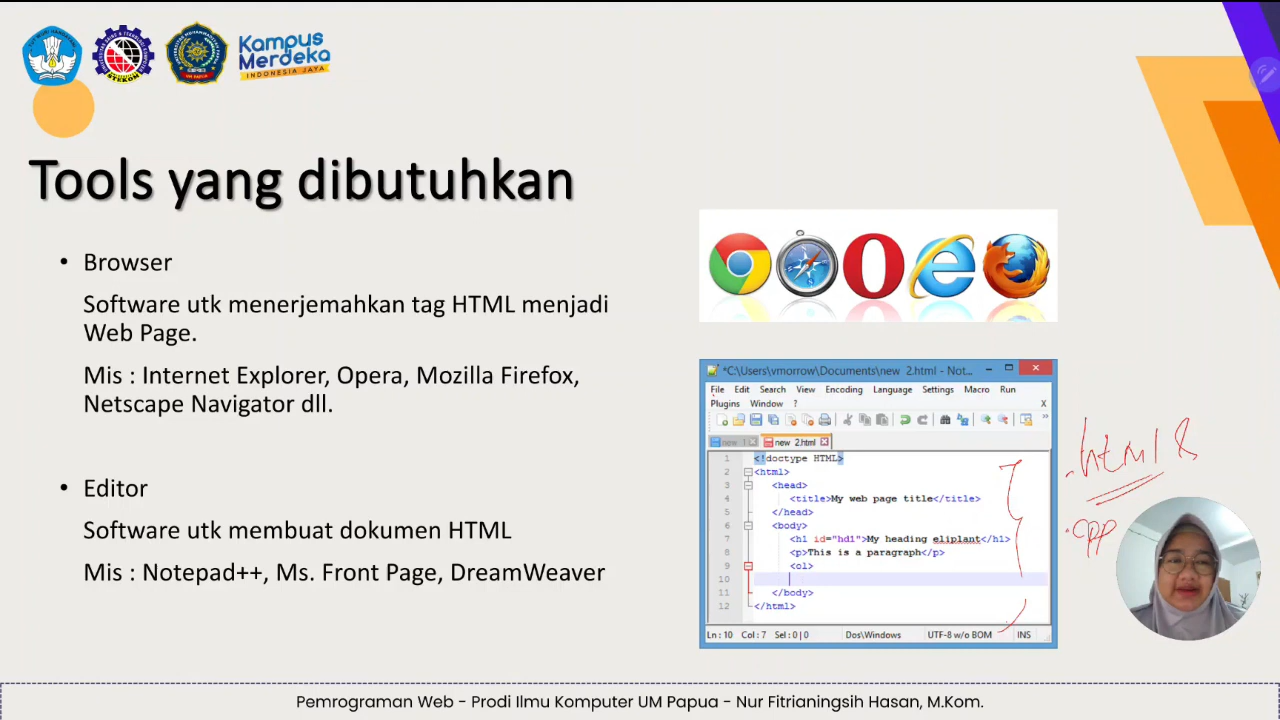 Kampus
Merdeka
INDONESIA JAYA
STEKOM
UM PAPUA
Tools yang dibutuhkan
• Browser
Software utk menerjemahkan tag HTML menjadi
Web Page.
Mis : Internet Explorer, Opera, Mozilla Firefox,
Netscape Navigator dll.
• Editor
Software utk membuat dokumen HTML
Mis : Notepad++, Ms. Front Page, DreamWeaver
*C:\Users\vmorrow\Documents\new 2.html - Not...
File Edit Search View Encoding Language Settings Macro Run
Plugins Window ? X
new 1 new 2.html
1 <!doctype HTML>
2 <html>
3 <head>
4 <title>My web page title</title>
5 </head>
6 <body>
7 <h1 id="hd1">My heading eliplant</h1>
8 <p>This is a paragraph</p>
9 <ol>
10
11 </body>
12 </html>
Ln : 10 Col : 7 Sel : 0 | 0 Dos\Windows UTF-8 w/o BOM INS
.html
.cpp
Pemrograman Web - Prodi Ilmu Komputer UM Papua - Nur Fitrianingsih Hasan, M.Kom.